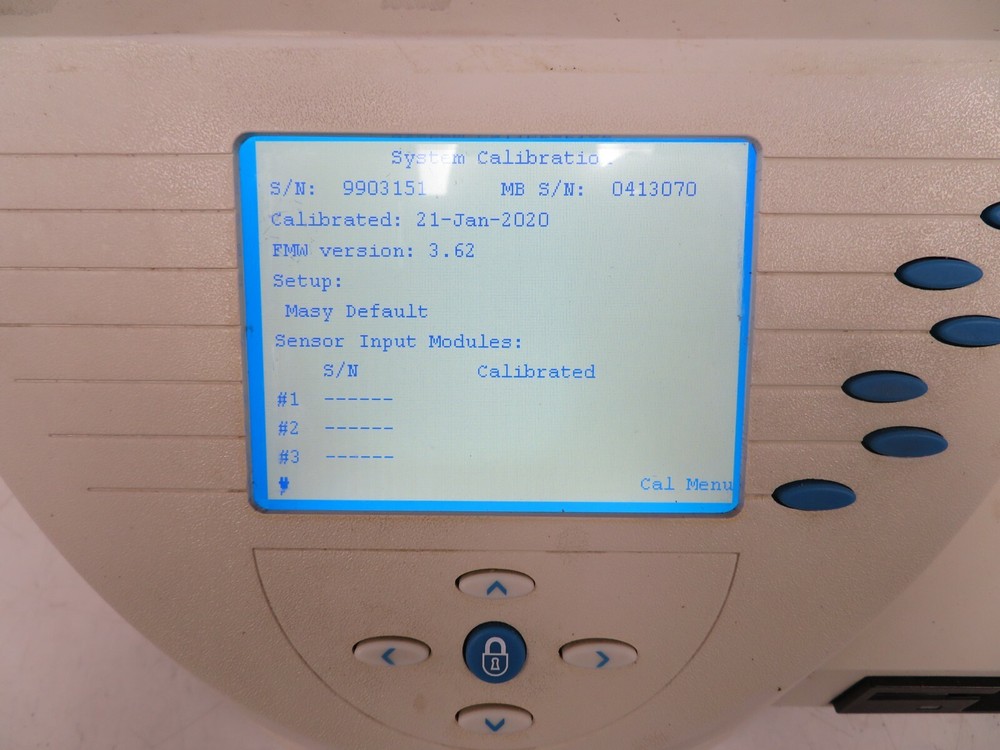 System Calibration
S/N: 9903151 MB S/N: 0413070
Calibrated: 21-Jan-2020
FMW version: 3.62
Setup:
Masy Default
Sensor Input Modules:
S/N Calibrated
#1 ------
#2 ------
#3 ------
Cal Menu